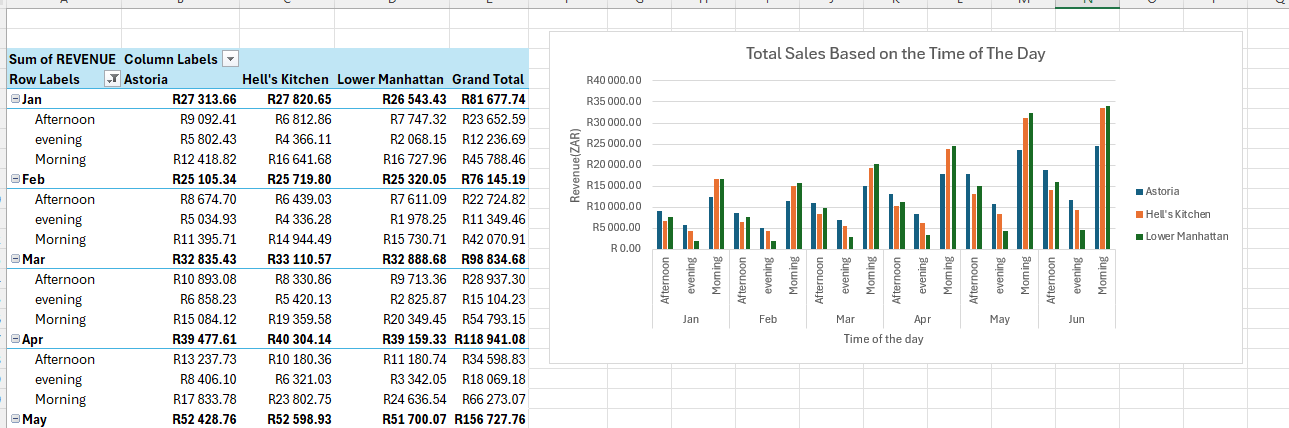 Sum of REVENUE Column Labels
Row Labels Astoria Hell's Kitchen Lower Manhattan Grand Total
Jan R27 313.66 R27 820.65 R26 543.43 R81 677.74
Afternoon R9 092.41 R6 812.86 R7 747.32 R23 652.59
evening R5 802.43 R4 366.11 R2 068.15 R12 236.69
Morning R12 418.82 R16 641.68 R16 727.96 R45 788.46
Feb R25 105.34 R25 719.80 R25 320.05 R76 145.19
Afternoon R8 674.70 R6 439.03 R7 611.09 R22 724.82
evening R5 034.93 R4 336.28 R1 978.25 R11 349.46
Morning R11 395.71 R14 944.49 R15 730.71 R42 070.91
Mar R32 835.43 R33 110.57 R32 888.68 R98 834.68
Afternoon R10 893.08 R8 330.86 R9 713.36 R28 937.30
evening R6 858.23 R5 420.13 R2 825.87 R15 104.23
Morning R15 084.12 R19 359.58 R20 349.45 R54 793.15
Apr R39 477.61 R40 304.14 R39 159.33 R118 941.08
Afternoon R13 237.73 R10 180.36 R11 180.74 R34 598.83
evening R8 406.10 R6 321.03 R3 342.05 R18 069.18
Morning R17 833.78 R23 802.75 R24 636.54 R66 273.07
May R52 428.76 R52 598.93 R51 700.07 R156 727.76
Total Sales Based on the Time of The Day
Revenue(ZAR)
R40 000.00
R35 000.00
R30 000.00
R25 000.00
R20 000.00
R15 000.00
R10 000.00
R5 000.00
R 0.00
Afternoon evening Morning Afternoon evening Morning Afternoon evening Morning Afternoon evening Morning Afternoon evening Morning Afternoon evening Morning
Jan Feb Mar Apr May Jun
Time of the day
Astoria
Hell's Kitchen
Lower Manhattan